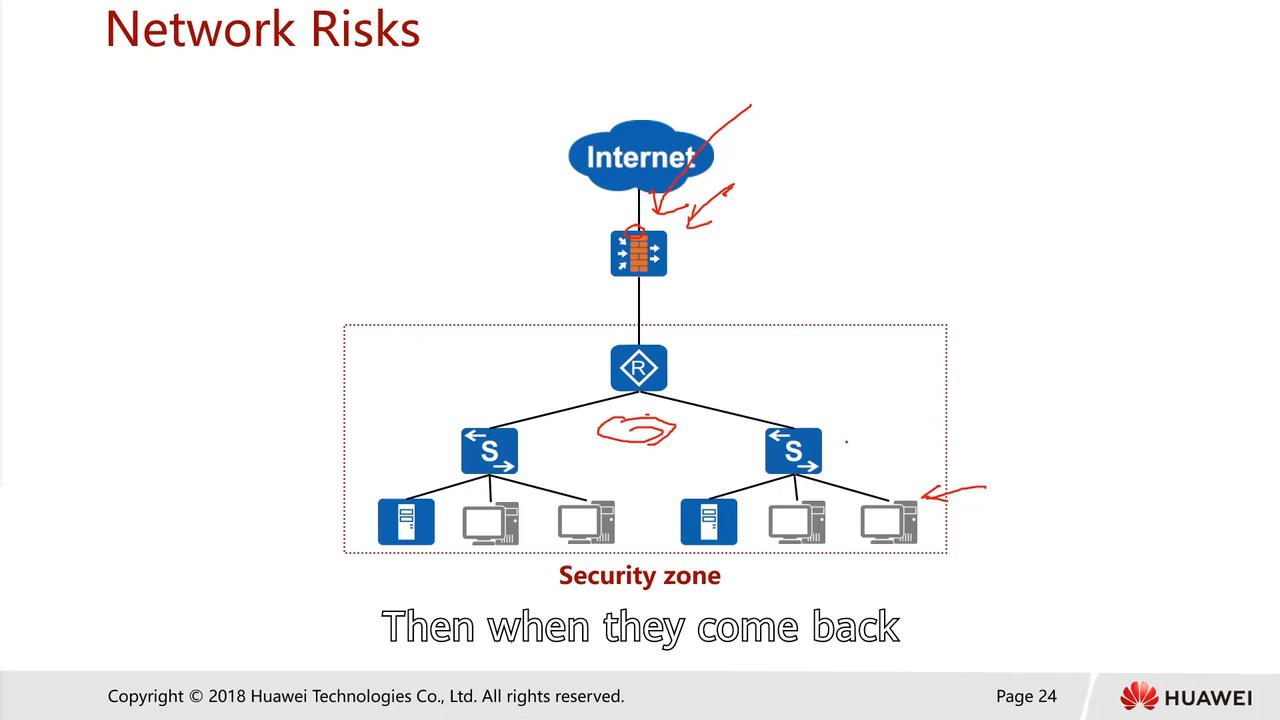 Network Risks
Internet
R
S
S
Security zone
Then when they come back
Copyright © 2018 Huawei Technologies Co., Ltd. All rights reserved.
Page 24
HUAWEI